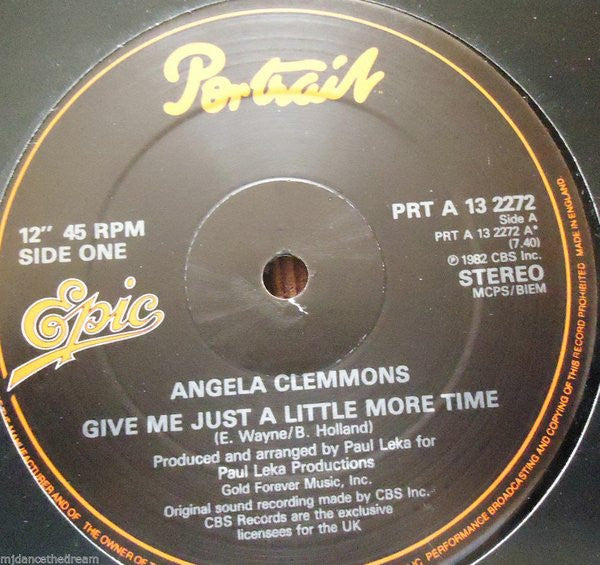 Portrait
12" 45 RPM
SIDE ONE
Epic
PRT A 13 2272
Side A
PRT A 13 2272 A*
(7.40)
℗ 1982 CBS Inc.
STEREO
MCPS/BIEM
ANGELA CLEMMONS
GIVE ME JUST A LITTLE MORE TIME
(E. Wayne/B. Holland)
Produced and arranged by Paul Leka for
Paul Leka Productions
Gold Forever Music, Inc.
Original sound recording made by CBS Inc.
CBS Records are the exclusive
licensees for the UK
MANUFACTURER AND OF THE OWNER OF
PERFORMANCE BROADCASTING AND COPYING OF THIS RECORD PROHIBITED MADE IN ENGLAND
mjdancethedream